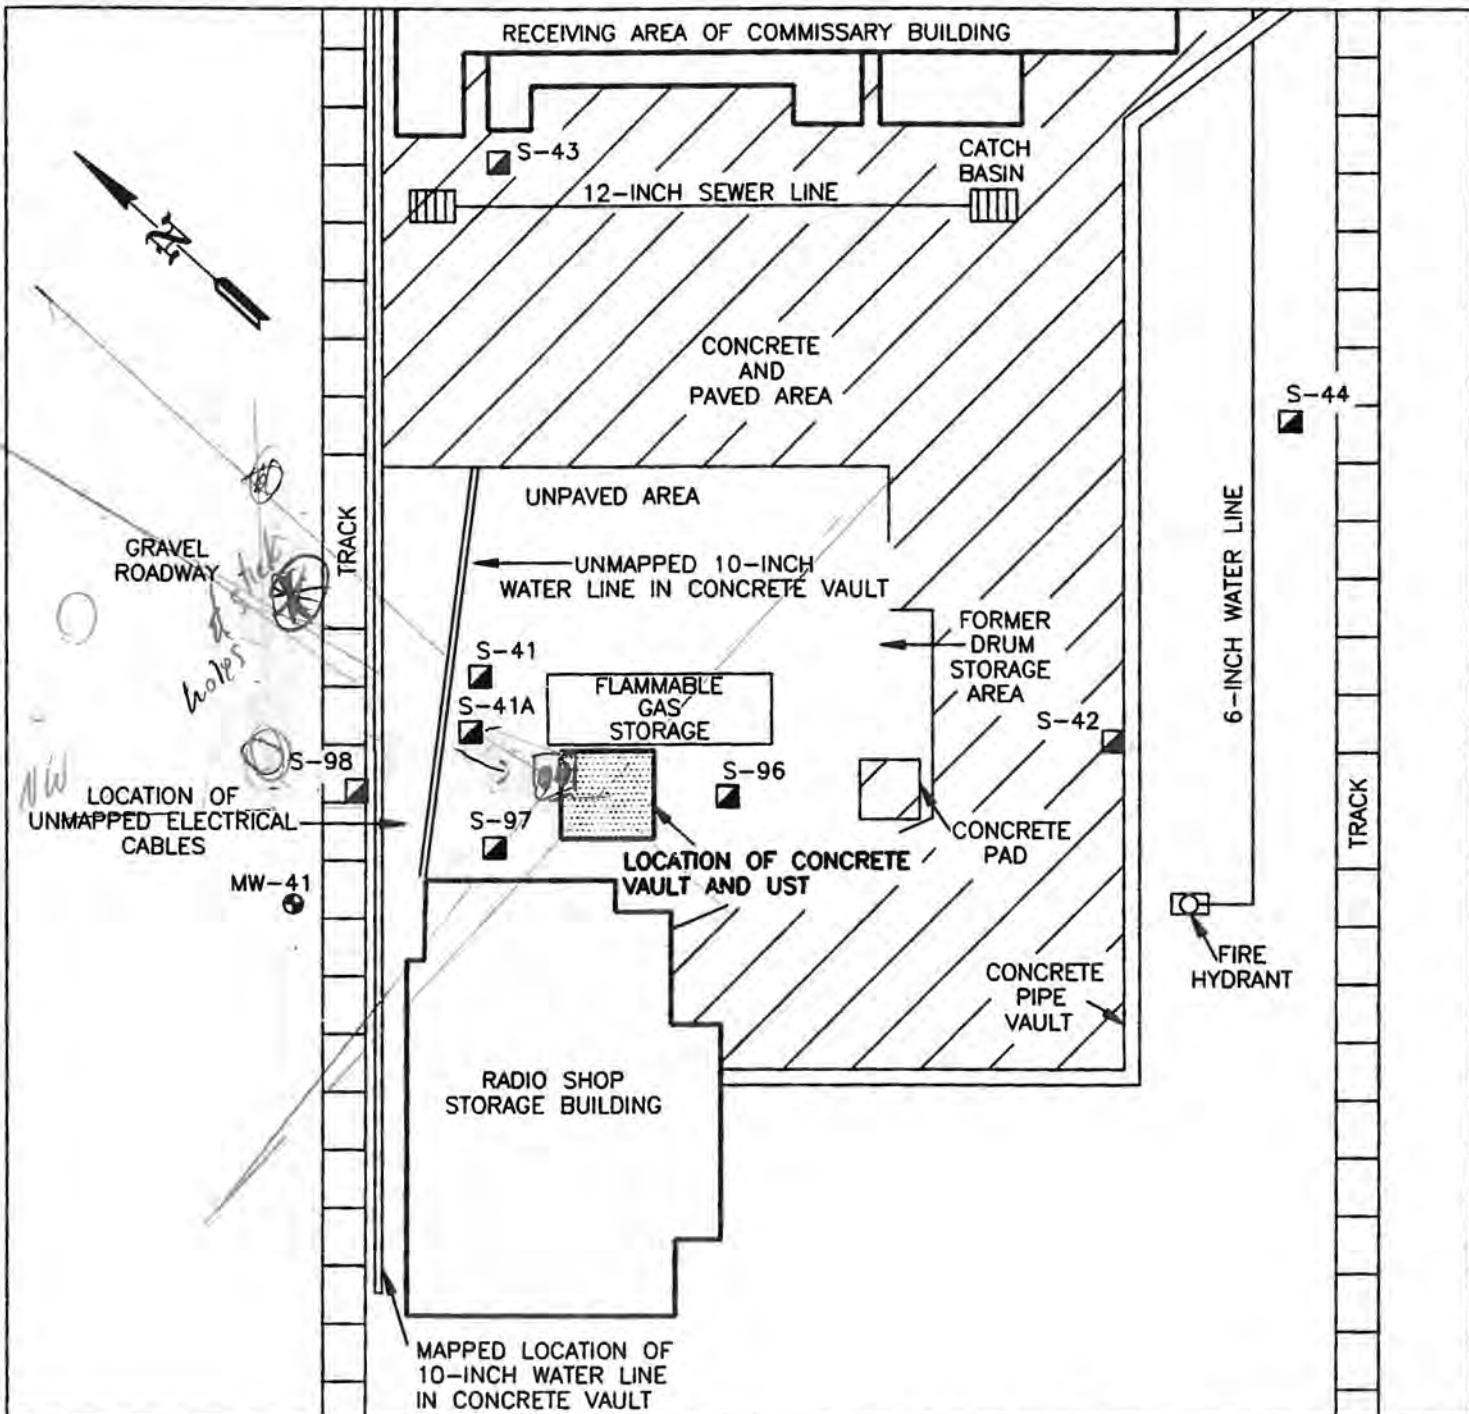 RECEIVING AREA OF COMMISSARY BUILDING
S-43
CATCH
BASIN
12-INCH SEWER LINE
N
CONCRETE
AND
PAVED AREA
S-44
UNPAVED AREA
6-INCH WATER LINE
TRACK
GRAVEL
ROADWAY
UNMAPPED 10-INCH
WATER LINE IN CONCRETE VAULT
FORMER
DRUM
STORAGE
AREA
S-41
FLAMMABLE
GAS
STORAGE
S-41A
S-42
holes
NW
S-98
S-96
LOCATION OF
UNMAPPED ELECTRICAL
CABLES
S-97
CONCRETE
PAD
TRACK
LOCATION OF CONCRETE
VAULT AND UST
MW-41
FIRE
HYDRANT
CONCRETE
PIPE
VAULT
RADIO SHOP
STORAGE BUILDING
MAPPED LOCATION OF
10-INCH WATER LINE
IN CONCRETE VAULT